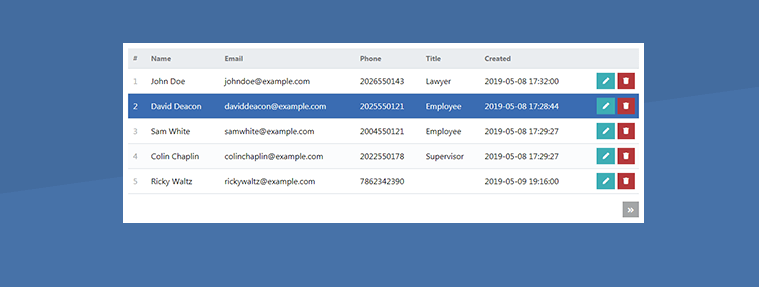 # Name Email Phone Title Created
1 John Doe johndoe@example.com 2026550143 Lawyer 2019-05-08 17:32:00
2 David Deacon daviddeacon@example.com 2025550121 Employee 2019-05-08 17:28:44
3 Sam White samwhite@example.com 2004550121 Employee 2019-05-08 17:29:27
4 Colin Chaplin colinchaplin@example.com 2022550178 Supervisor 2019-05-08 17:29:27
5 Ricky Waltz rickywaltz@example.com 7862342390 2019-05-09 19:16:00
»